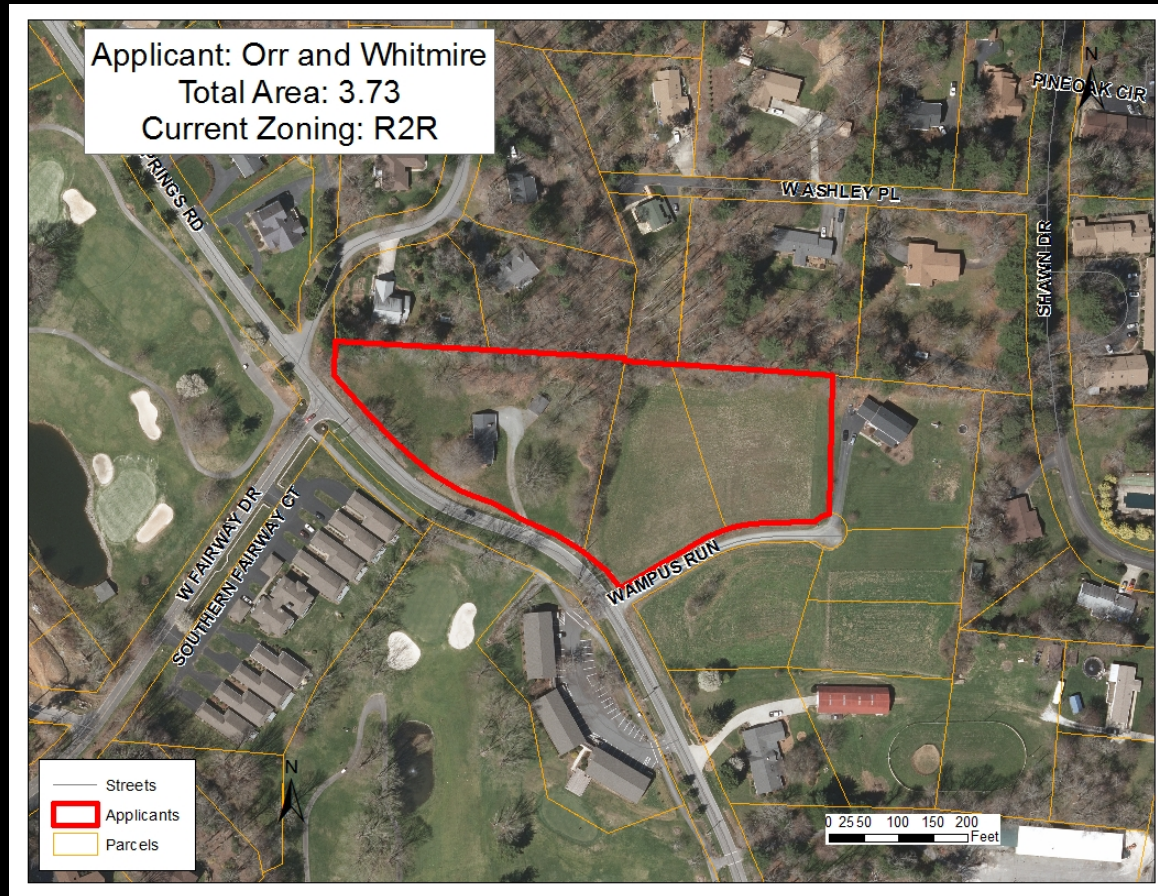 Applicant: Orr and Whitmire
Total Area: 3.73
Current Zoning: R2R
N
PINEOAK CIR
W ASHLEY PL
SHAWN DR
RINGS RD
W FAIRWAY DR
SOUTHERN FAIRWAY CT
WAMPUS RUN
N
Streets
Applicants
Parcels
0 25 50 100 150 200
Feet